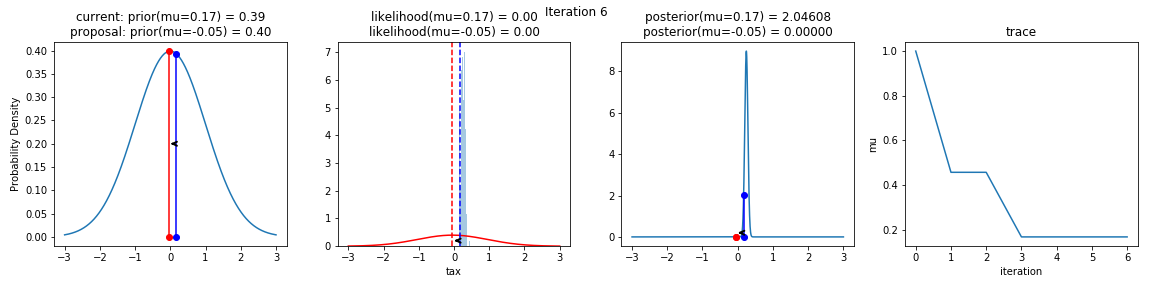 Iteration 6
current: prior(mu=0.17) = 0.39
proposal: prior(mu=-0.05) = 0.40
Probability Density
0.40
0.35
0.30
0.25
0.20
0.15
0.10
0.05
0.00
−3 −2 −1 0 1 2 3
likelihood(mu=0.17) = 0.00
likelihood(mu=-0.05) = 0.00
7
6
5
4
3
2
1
0
−3 −2 −1 0 1 2 3
tax
posterior(mu=0.17) = 2.04608
posterior(mu=-0.05) = 0.00000
8
6
4
2
0
−3 −2 −1 0 1 2 3
trace
mu
1.0
0.8
0.6
0.4
0.2
0 1 2 3 4 5 6
iteration